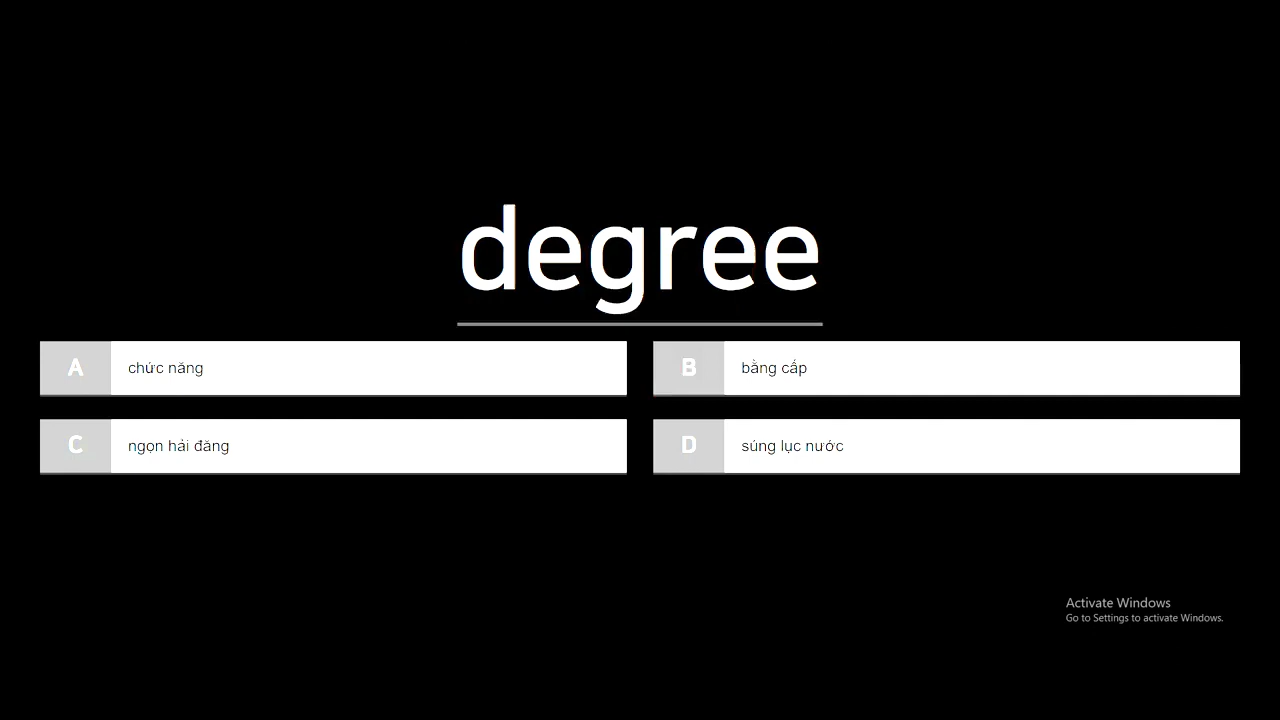 degree
A chức năng
B bằng cấp
C ngọn hải đăng
D súng lục nước
Activate Windows
Go to Settings to activate Windows.